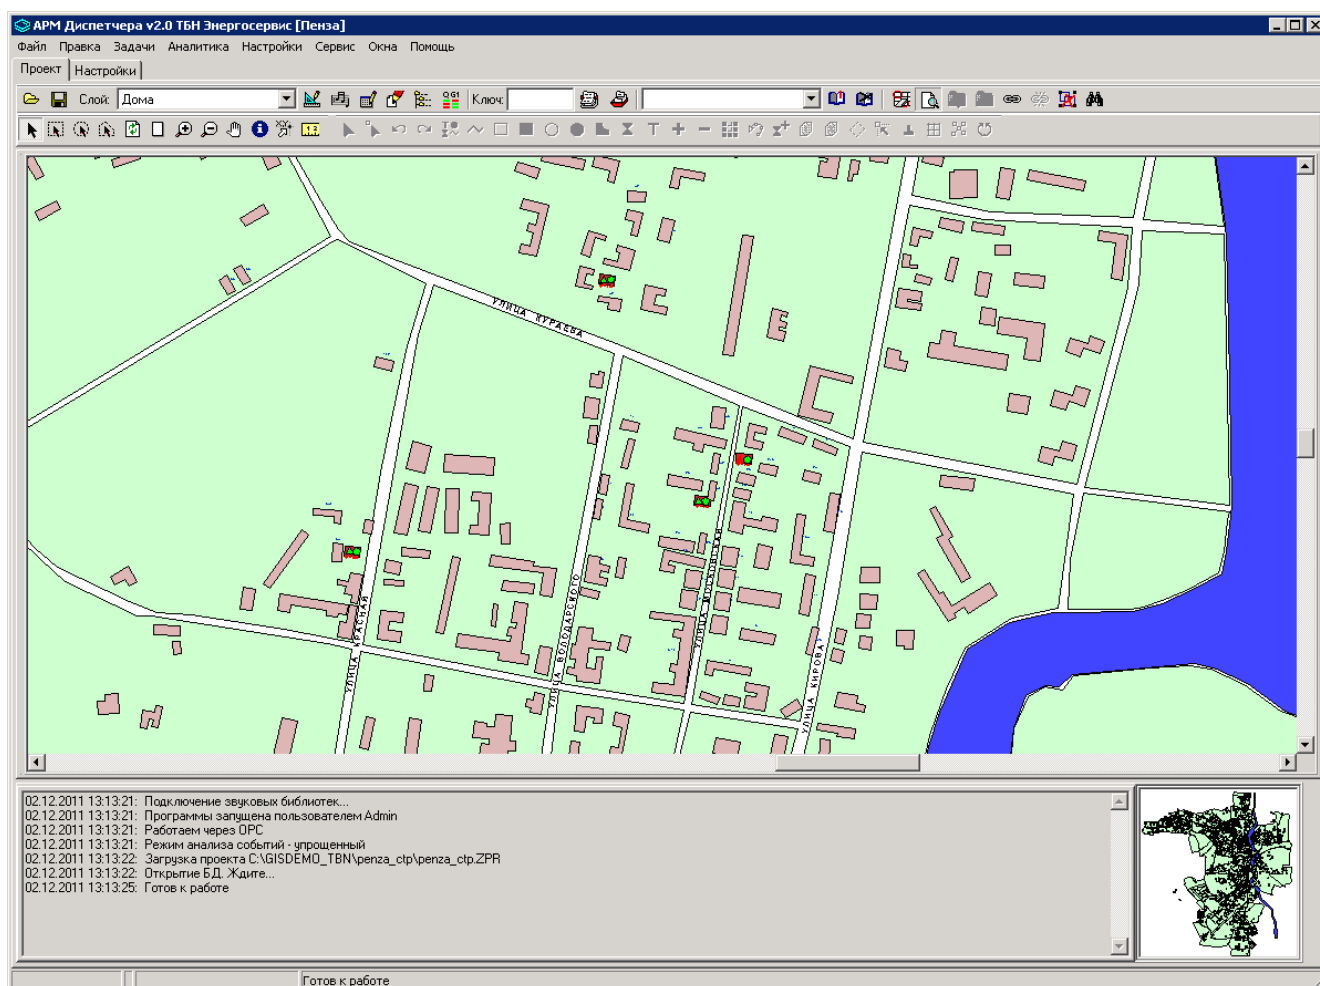 АРМ Диспетчера v2.0 ТБН Энергосервис [Пенза]
Файл Правка Задачи Аналитика Настройки Сервис Окна Помощь
Проект Настройки
Слой: Дома Ключ:
УЛИЦА КУРАЕВА
УЛИЦА КРАСНАЯ
УЛИЦА ВОЛОДАРСКОГО
УЛИЦА МОСКОВСКАЯ
УЛИЦА КИРОВА
02.12.2011 13:13:21: Подключение звуковых библиотек...
02.12.2011 13:13:21: Программы запущена пользователем Admin
02.12.2011 13:13:21: Работаем через ОРС
02.12.2011 13:13:21: Режим анализа событий - упрощенный
02.12.2011 13:13:22: Загрузка проекта C:\GISDEMO_TBN\penza_ctp\penza_ctp.ZPR
02.12.2011 13:13:22: Открытие БД. Ждите...
02.12.2011 13:13:25: Готов к работе
Готов к работе